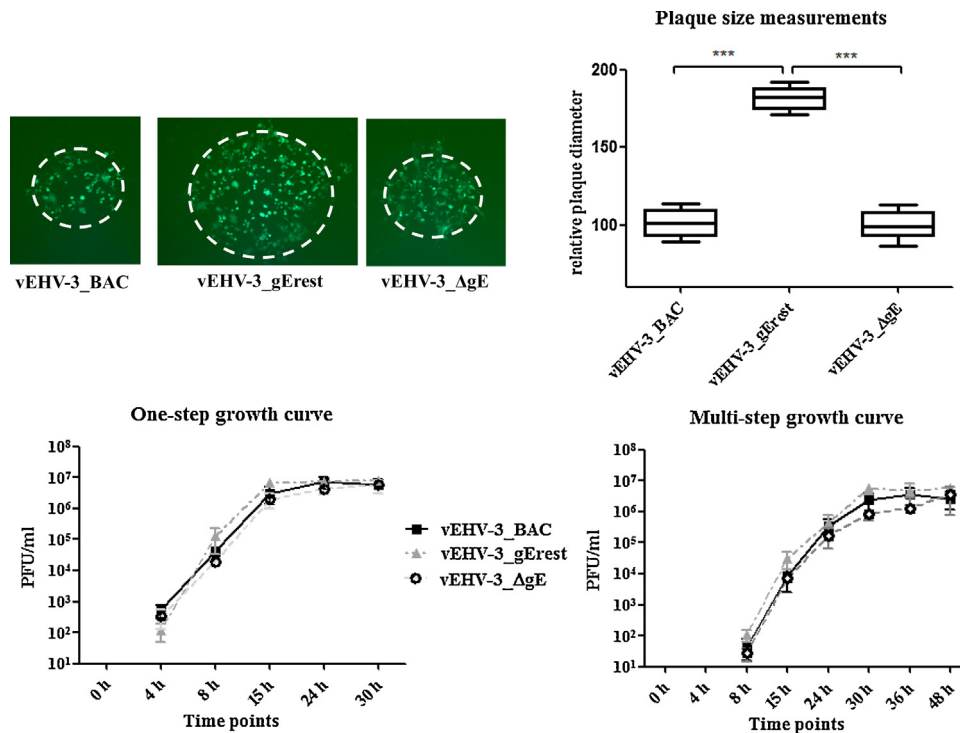 Plaque size measurements
*** ***
200
150
100
relative plaque diameter
vEHV-3_BAC
vEHV-3_gErest
vEHV-3_ΔgE
vEHV-3_BAC
vEHV-3_gErest
vEHV-3_ΔgE
One-step growth curve
10⁸
10⁷
10⁶
10⁵
10⁴
10³
10²
10¹
PFU/ml
0 h
4 h
8 h
15 h
24 h
30 h
Time points
vEHV-3_BAC
vEHV-3_gErest
vEHV-3_ΔgE
Multi-step growth curve
10⁸
10⁷
10⁶
10⁵
10⁴
10³
10²
10¹
PFU/ml
0 h
4 h
8 h
15 h
24 h
30 h
36 h
48 h
Time points